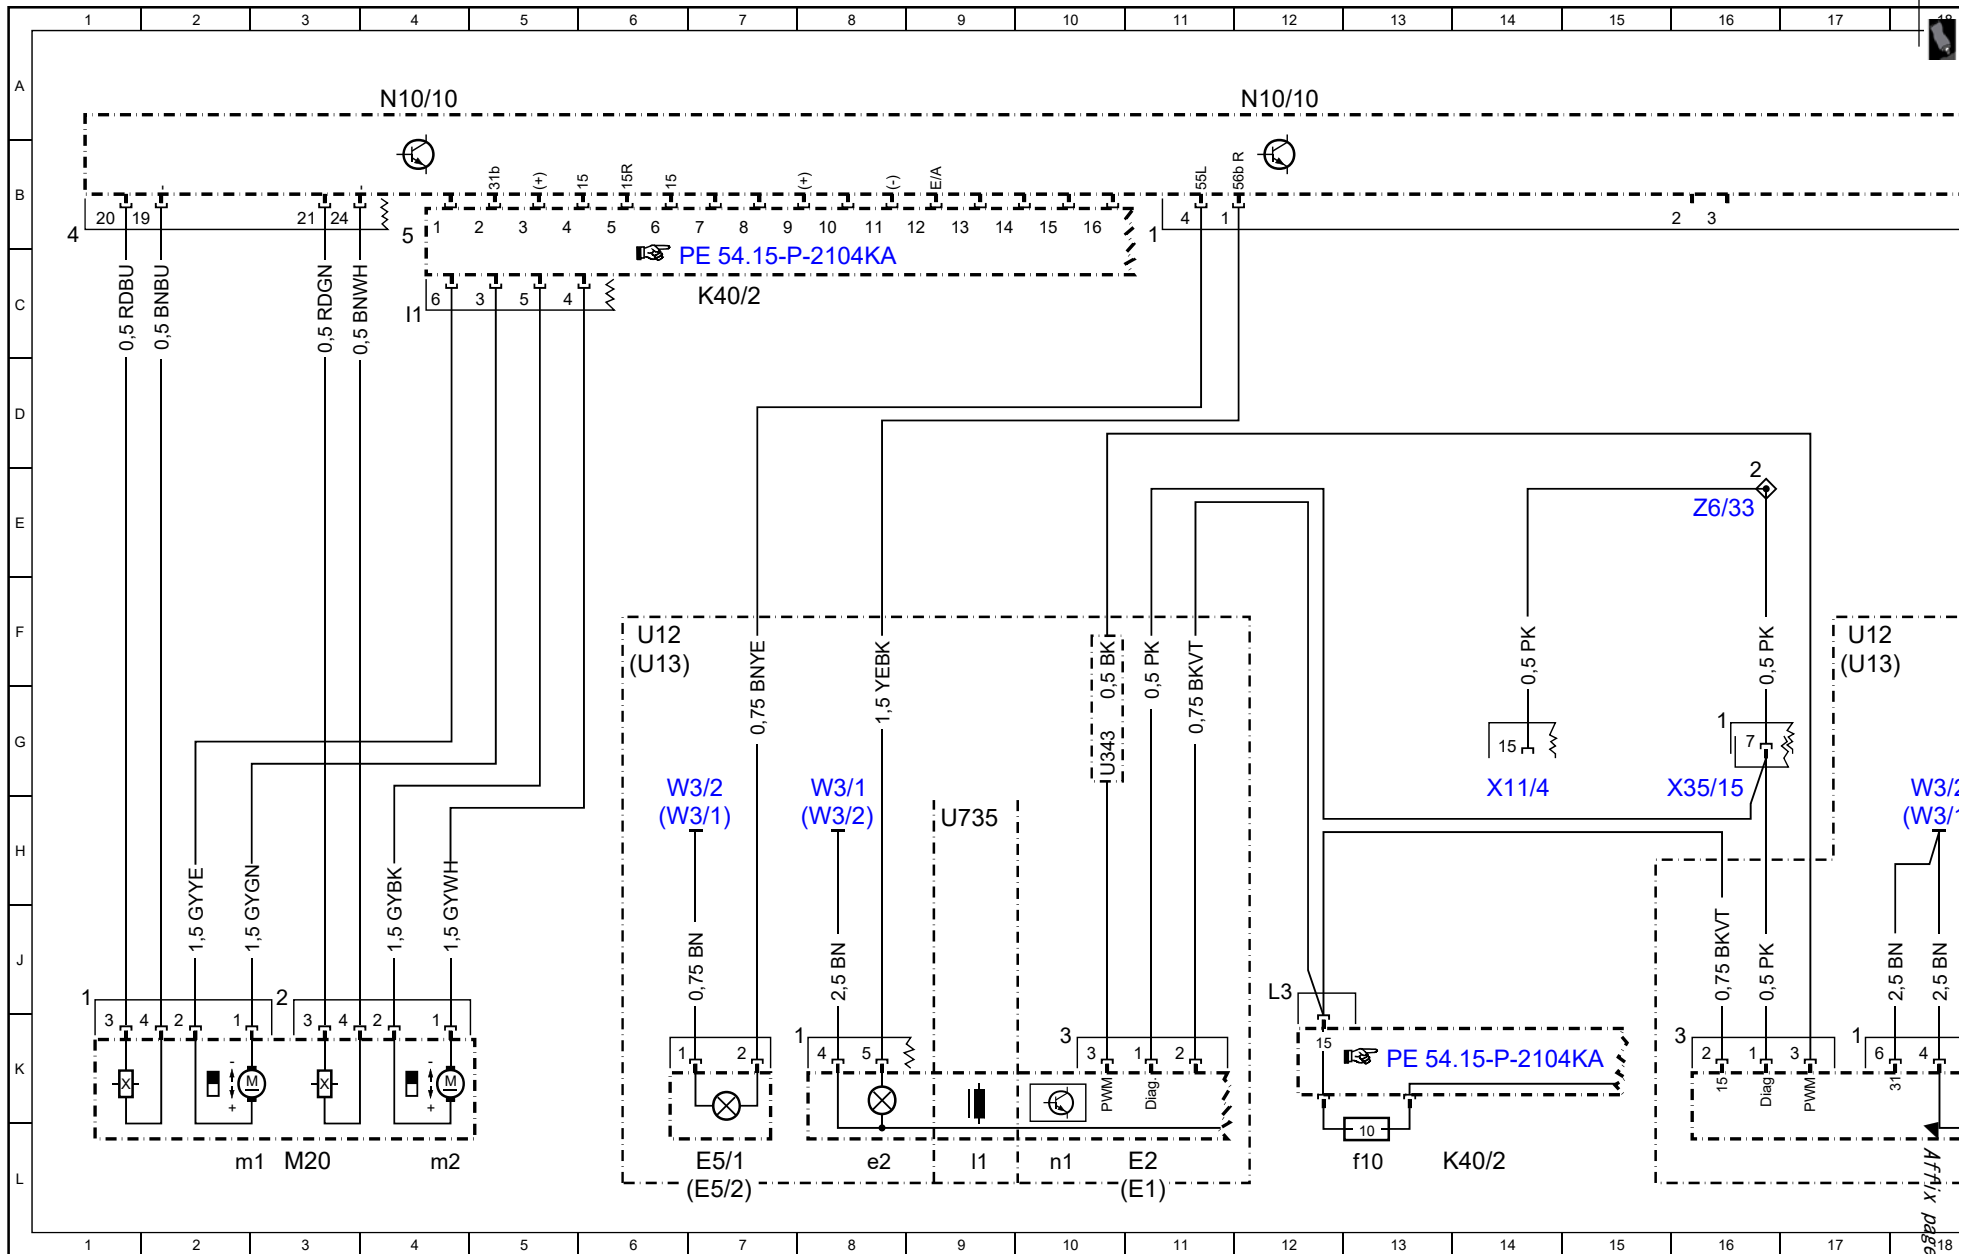 1 2 3 4 5 6 7 8 9 10 11 12 13 14 15 16 17 18
A
N10/10 N10/10
B
- - 31b (+) 15 15R 15 (+) (-) E/A 55L 56b R
20 19 21 24 4 1 2 3
4 5 1 2 3 4 5 6 7 8 9 10 11 12 13 14 15 16 1
PE 54.15-P-2104KA
C
0,5 RDBU 0,5 BNBU 0,5 RDGN 0,5 BNWH
I1 6 3 5 4 K40/2
D
2
Z6/33
E
F
U12
(U13)
0,75 BNYE 1,5 YEBK 0,5 BK 0,5 PK 0,75 BKVT 0,5 PK 0,5 PK
U12
(U13)
G
U343
15 1 7
X11/4 X35/15
W3/2
(W3/1)
W3/1
(W3/2)
W3/2
(W3/1
U735
H
1,5 GYYE 1,5 GYGN 1,5 GYBK 1,5 GYWH
J
0,75 BN 2,5 BN 0,75 BKVT 0,5 PK 2,5 BN 2,5 BN
1 2 L3
3 4 2 1 3 4 2 1
15
1 3 3 1
1 2 4 5 3 1 2 2 1 3 6 4
PE 54.15-P-2104KA
K
X - + M X - + M
PWM Diag. 15 Diag. PWM 31
10
m1 M20 m2
E5/1
(E5/2)
e2 l1 n1
E2
(E1)
f10 K40/2
L
Affix page
1 2 3 4 5 6 7 8 9 10 11 12 13 14 15 16 17 18